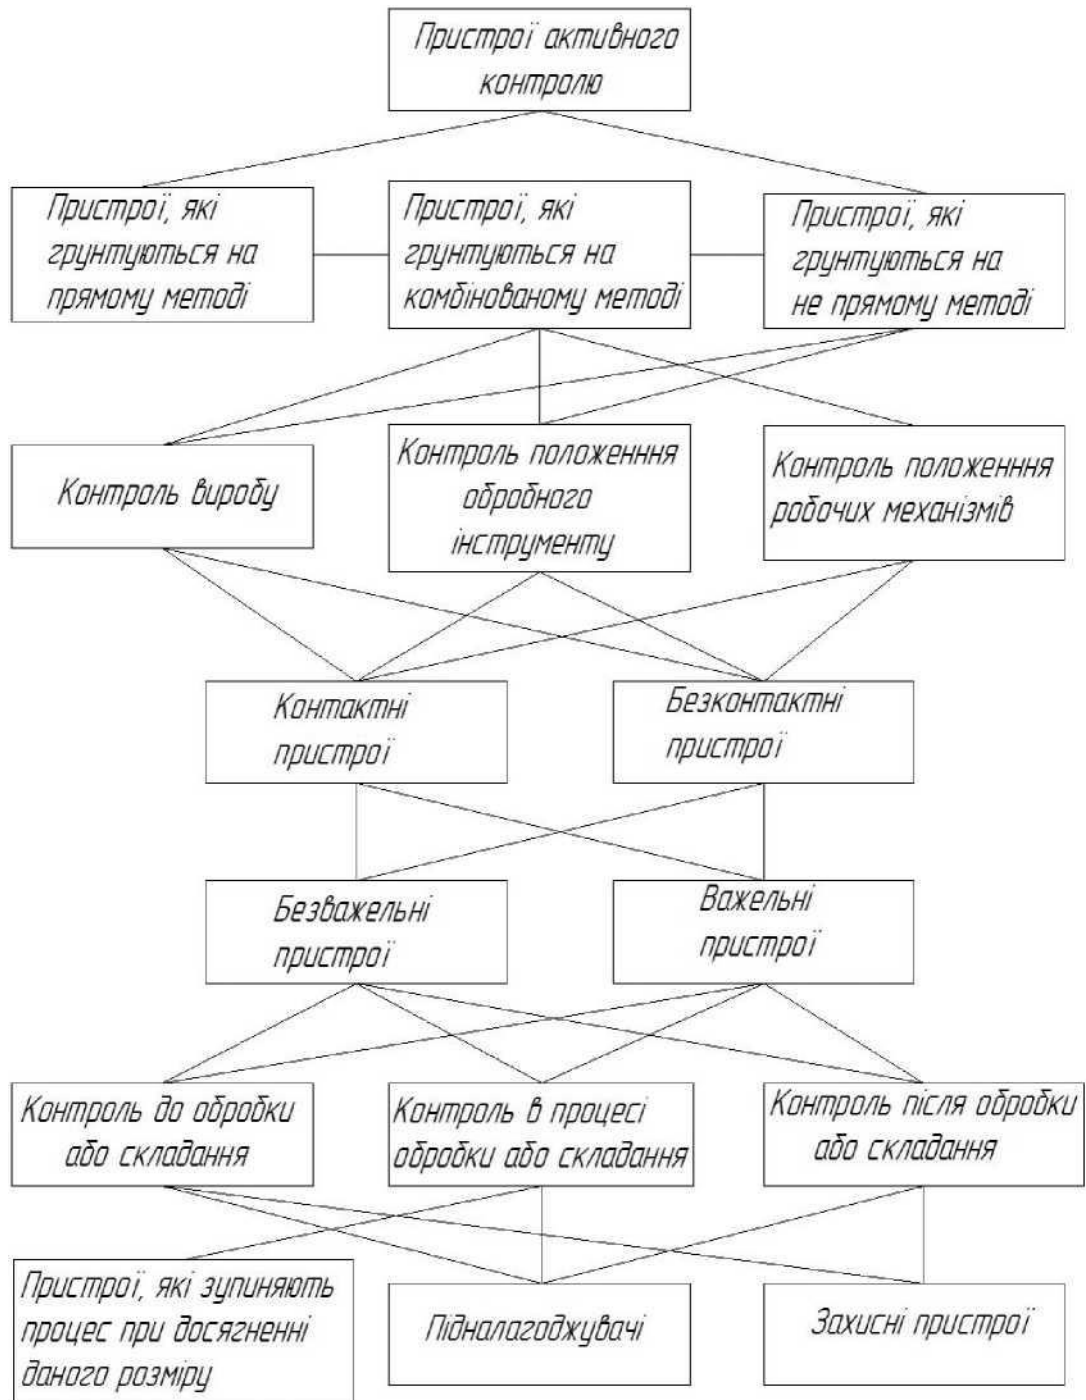 Пристрої активного
контролю
Пристрої, які
грунтуються на
прямому методі
Пристрої, які
грунтуються на
комбінованому методі
Пристрої, які
грунтуються на
не прямому методі
Контроль виробу
Контроль положенння
обробного
інструменту
Контроль положенння
робочих механізмів
Контактні
пристрої
Безконтактні
пристрої
Безважельні
пристрої
Важельні
пристрої
Контроль до обробки
або складання
Контроль в процесі
обробки або складання
Контроль після обробки
або складання
Пристрої, які зупиняють
процес при досягненні
даного розміру
Підналагоджувачі
Захисні пристрої